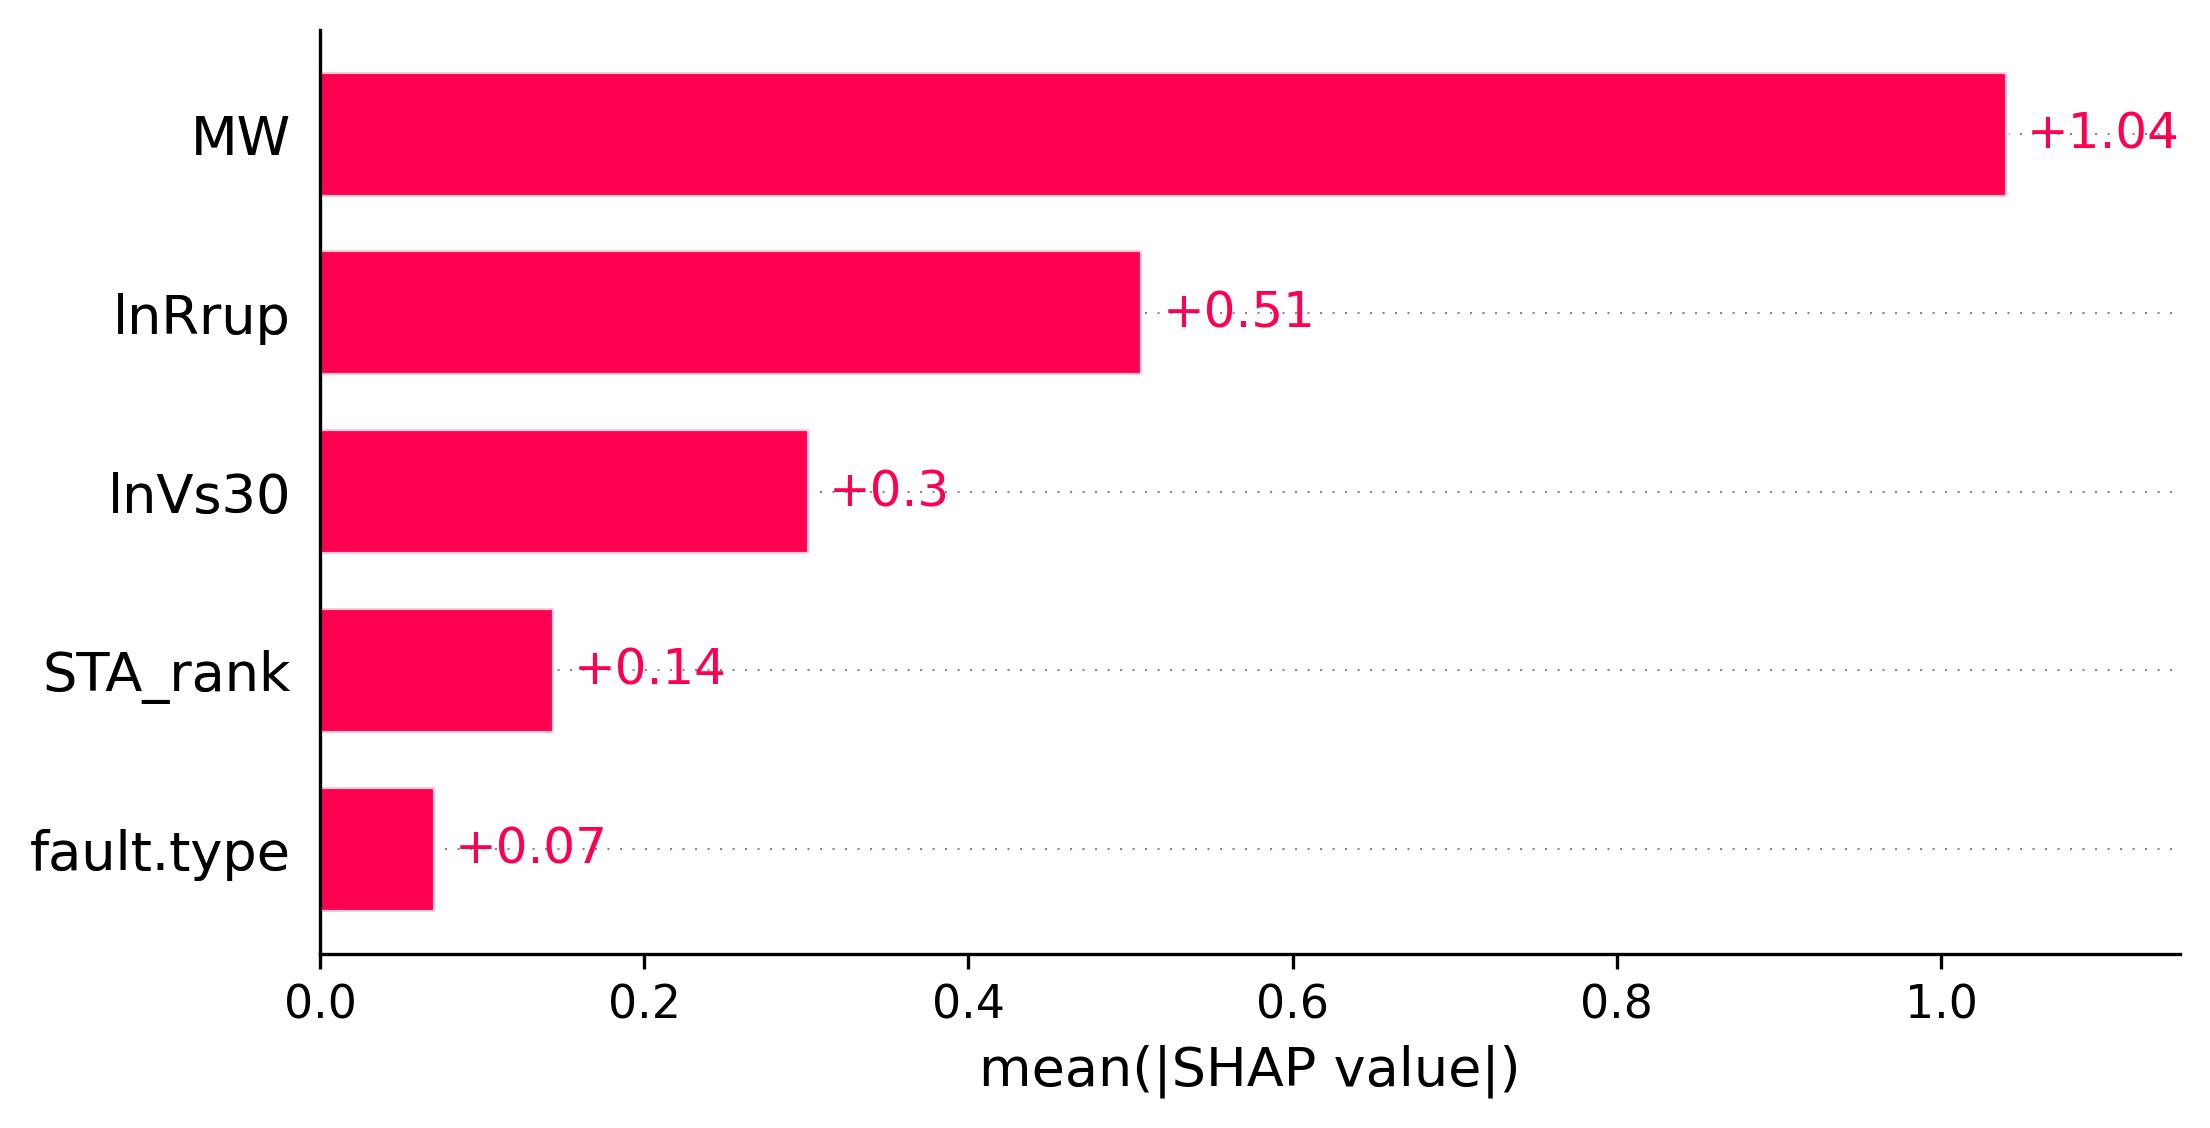 MW +1.04
lnRrup +0.51
lnVs30 +0.3
STA_rank +0.14
fault.type +0.07
0.0 0.2 0.4 0.6 0.8 1.0
mean(|SHAP value|)